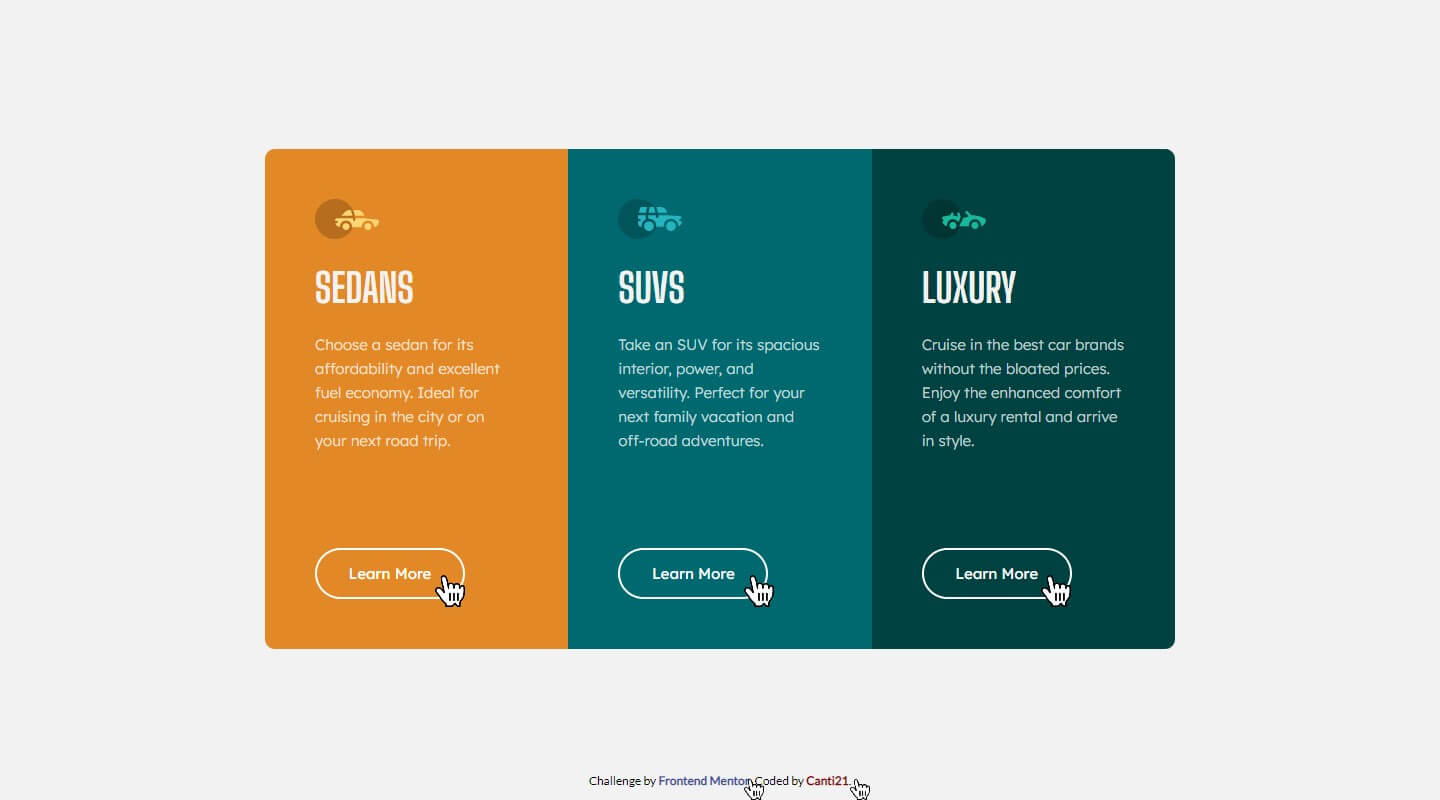 SEDANS
Choose a sedan for its
affordability and excellent
fuel economy. Ideal for
cruising in the city or on
your next road trip.
Learn More
SUVS
Take an SUV for its spacious
interior, power, and
versatility. Perfect for your
next family vacation and
off-road adventures.
Learn More
LUXURY
Cruise in the best car brands
without the bloated prices.
Enjoy the enhanced comfort
of a luxury rental and arrive
in style.
Learn More
Challenge by Frontend Mentor. Coded by Canti21.